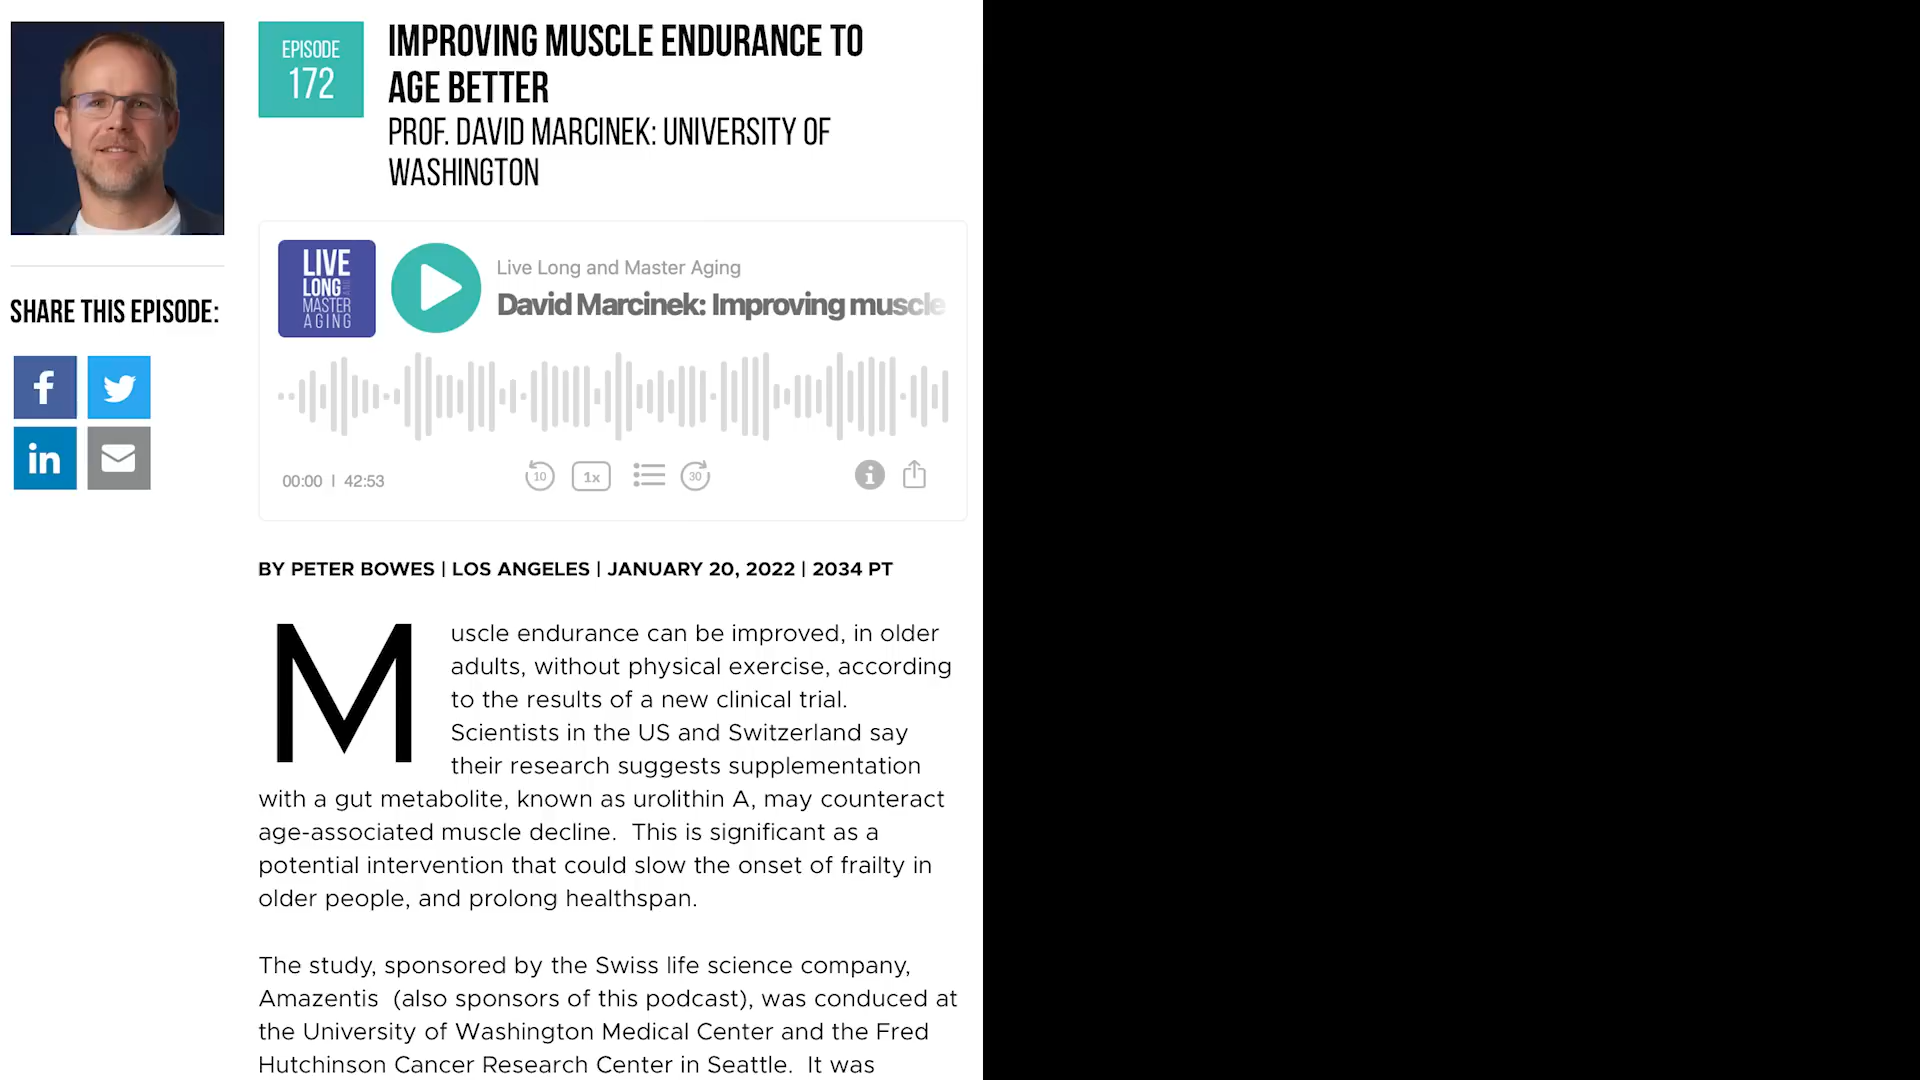 EPISODE
172
IMPROVING MUSCLE ENDURANCE TO
AGE BETTER
PROF. DAVID MARCINEK: UNIVERSITY OF
WASHINGTON
LIVE
LONG AND
MASTER
AGING
Live Long and Master Aging
David Marcinek: Improving muscle
SHARE THIS EPISODE:
f
in
00:00 | 42:53
10
1x
30
i
BY PETER BOWES | LOS ANGELES | JANUARY 20, 2022 | 2034 PT
Muscle endurance can be improved, in older
adults, without physical exercise, according
to the results of a new clinical trial.
Scientists in the US and Switzerland say
their research suggests supplementation
with a gut metabolite, known as urolithin A, may counteract
age-associated muscle decline.  This is significant as a
potential intervention that could slow the onset of frailty in
older people, and prolong healthspan.
The study, sponsored by the Swiss life science company,
Amazentis  (also sponsors of this podcast), was conduced at
the University of Washington Medical Center and the Fred
Hutchinson Cancer Research Center in Seattle.  It was